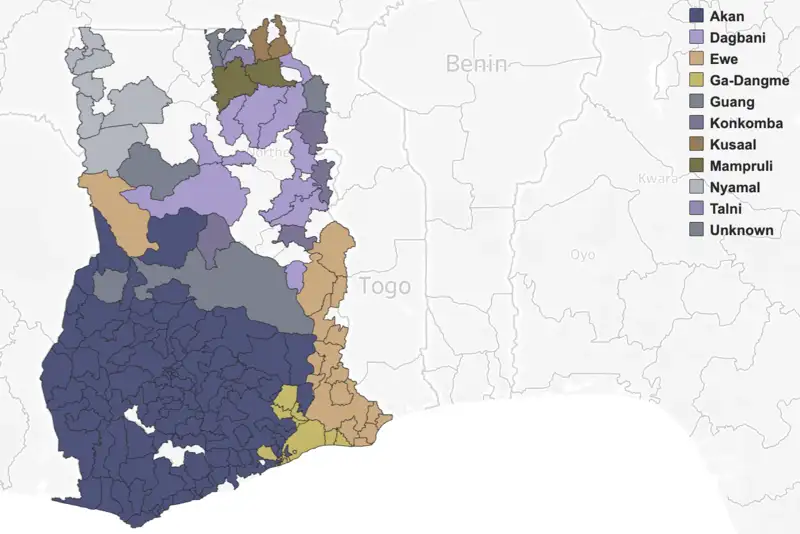 Akan
Dagbani
Ewe
Ga-Dangme
Guang
Konkomba
Kusaal
Mampruli
Nyamal
Talni
Unknown
Benin
Kwara
Oyo
Togo